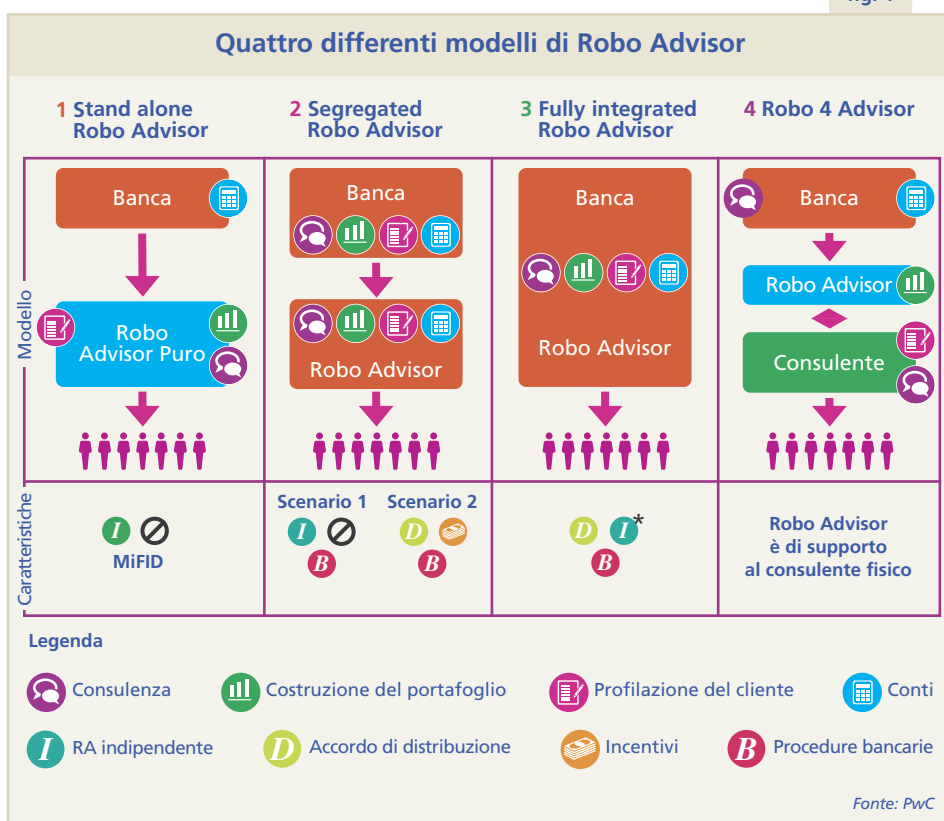 Quattro differenti modelli di Robo Advisor
1 Stand alone
Robo Advisor
2 Segregated
Robo Advisor
3 Fully integrated
Robo Advisor
4 Robo 4 Advisor
Modello
Banca
Robo
Advisor Puro
Banca
Robo Advisor
Banca
Robo Advisor
Banca
Robo Advisor
Consulente
Caratteristiche
I
MiFID
Scenario 1
I
B
Scenario 2
D
B
D I*
B
Robo Advisor
è di supporto
al consulente fisico
Legenda
Consulenza
Costruzione del portafoglio
Profilazione del cliente
Conti
I RA indipendente
D Accordo di distribuzione
Incentivi
B Procedure bancarie
Fonte: PwC